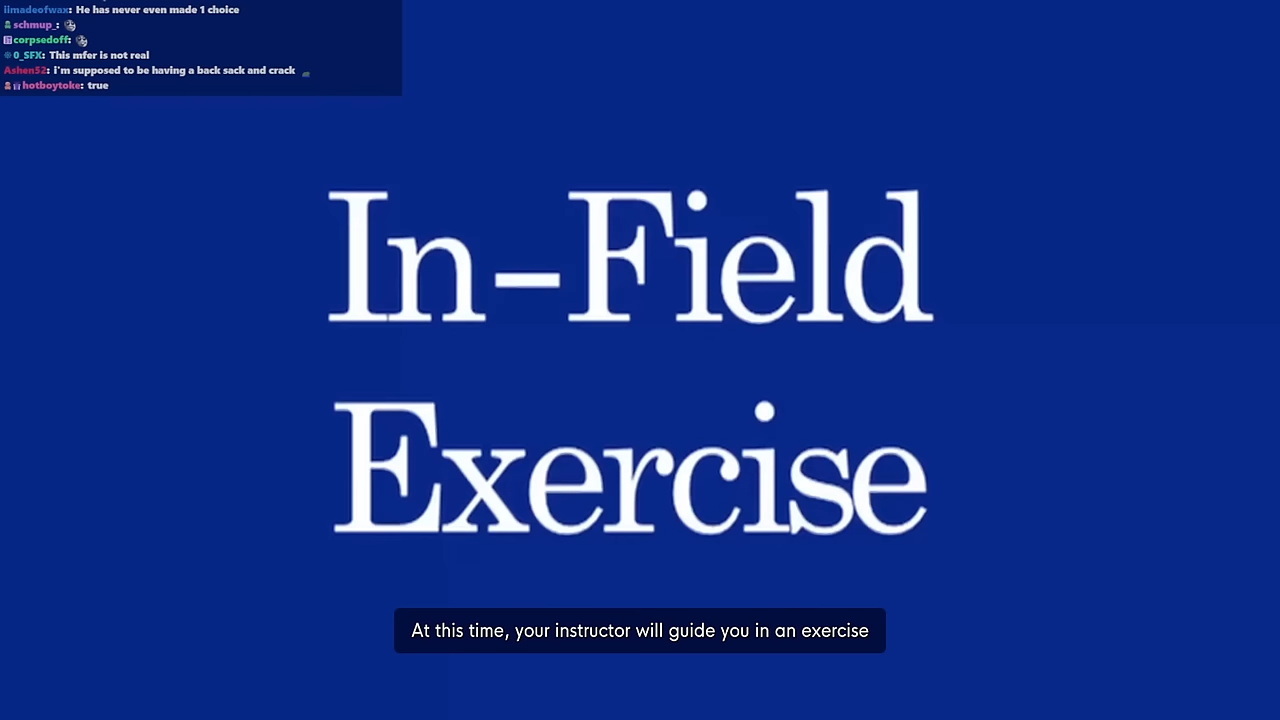 iimadeofwax: He has never even made 1 choice
schmup_:
corpsedoff:
0_SFX: This mfer is not real
Ashen52: i'm supposed to be having a back sack and crack
hotboytoke: true
In-Field
Exercise
At this time, your instructor will guide you in an exercise